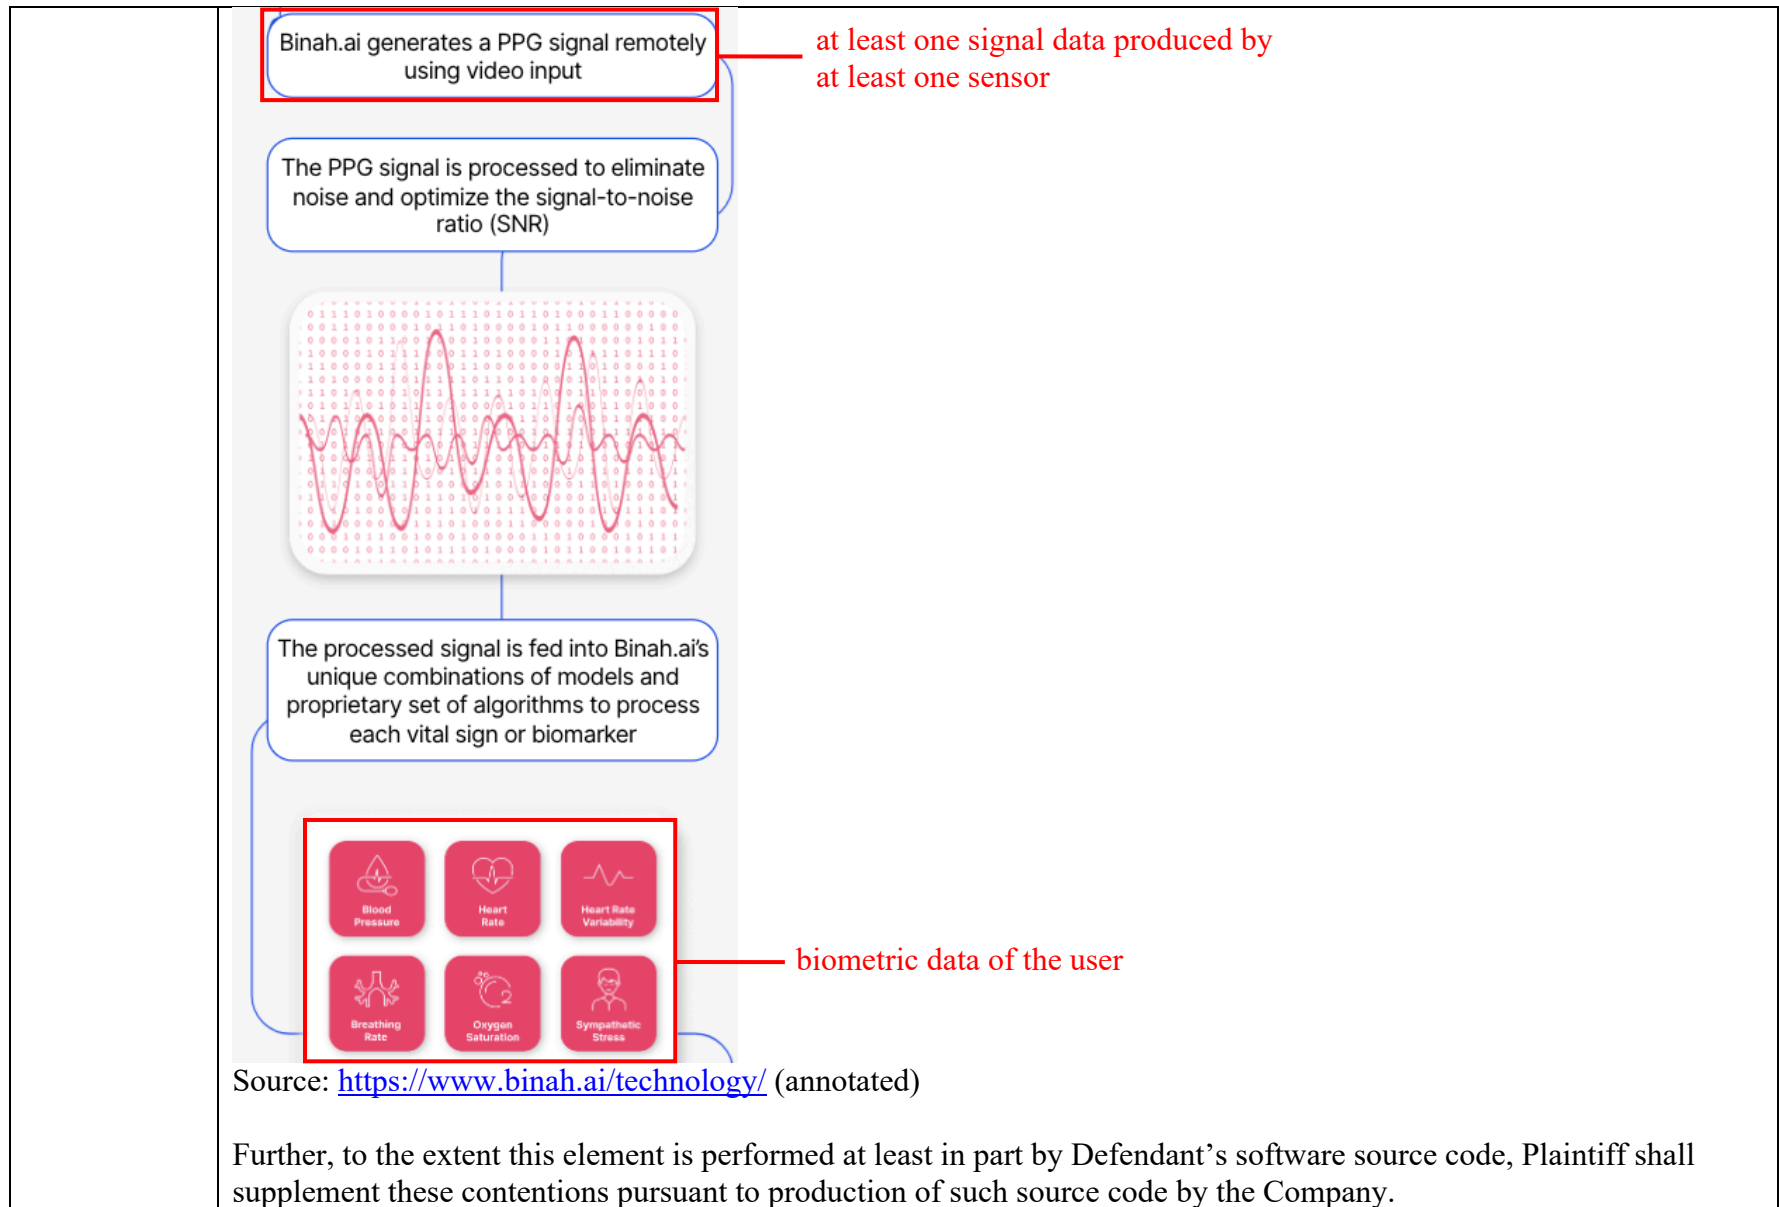 Binah.ai generates a PPG signal remotely
using video input
at least one signal data produced by
at least one sensor
The PPG signal is processed to eliminate
noise and optimize the signal-to-noise
ratio (SNR)
The processed signal is fed into Binah.ai's
unique combinations of models and
proprietary set of algorithms to process
each vital sign or biomarker
Blood
Pressure
Heart
Rate
Heart Rate
Variability
biometric data of the user
Breathing
Rate
O2
Oxygen
Saturation
Sympathetic
Stress
Source: https://www.binah.ai/technology/ (annotated)
Further, to the extent this element is performed at least in part by Defendant’s software source code, Plaintiff shall
supplement these contentions pursuant to production of such source code by the Company.